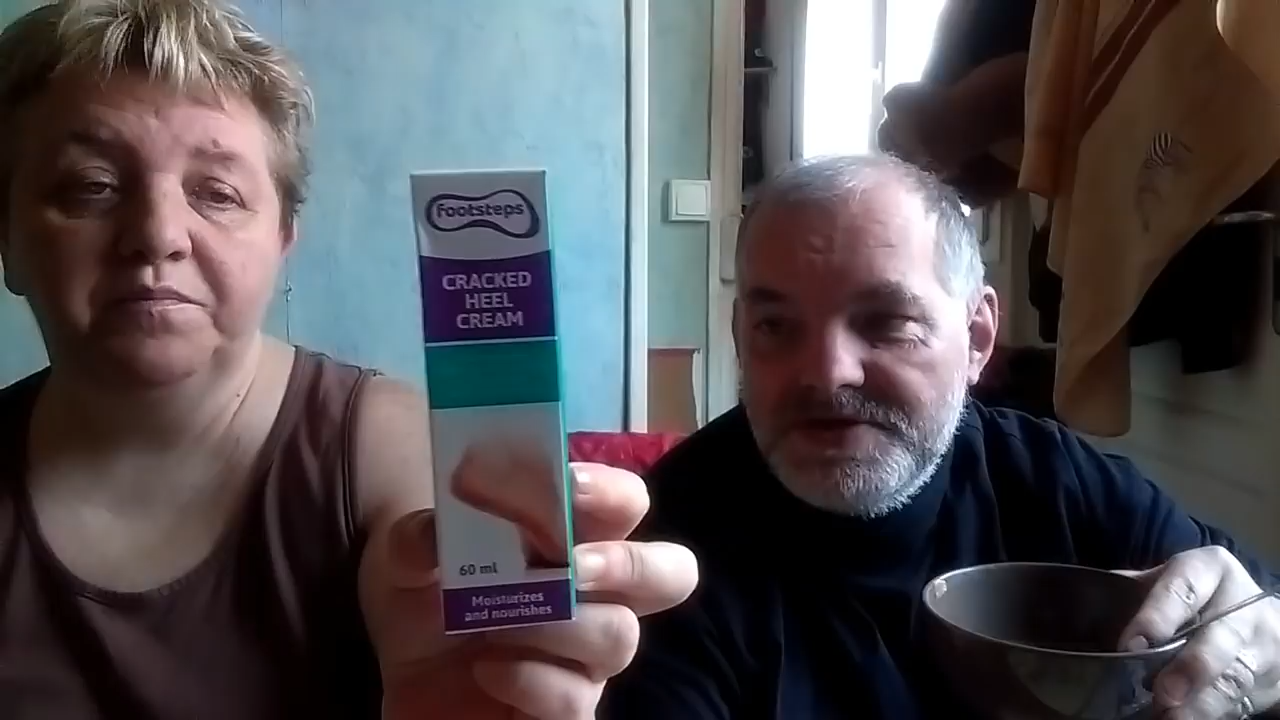 Footsteps
CRACKED
HEEL
CREAM
60 ml
Moisturizes
and nourishes